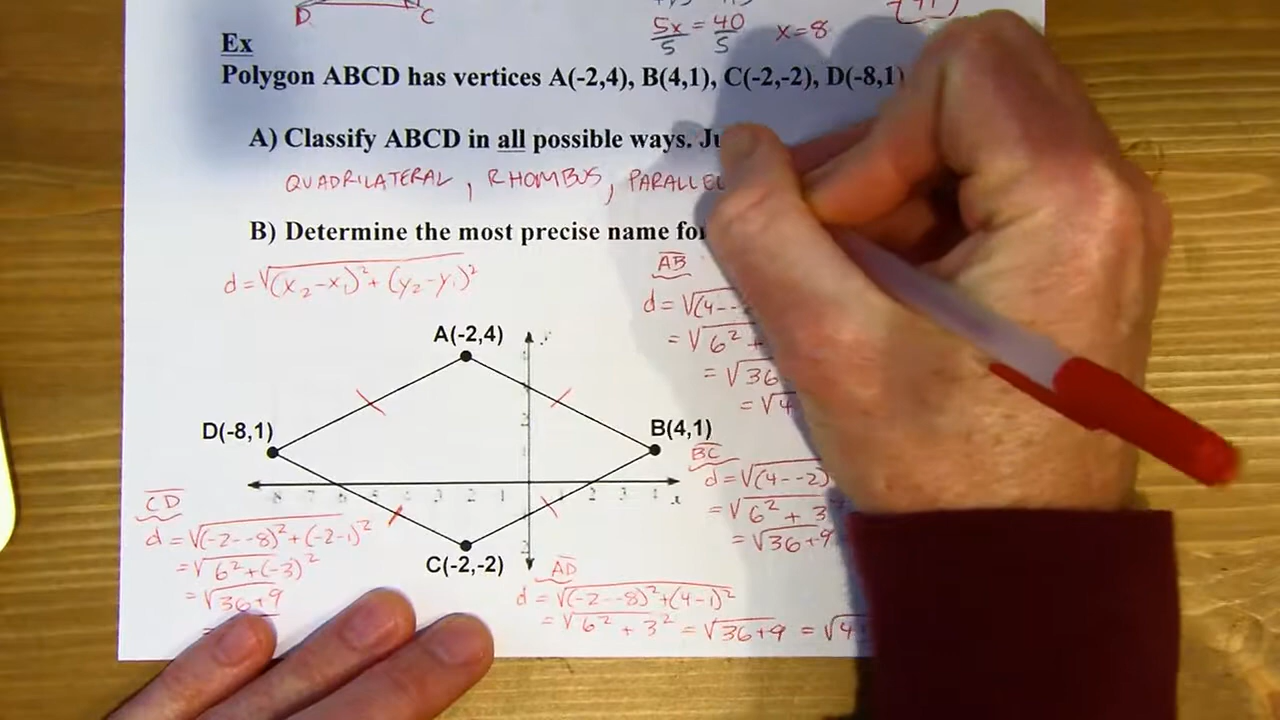 D C
5x = 40
5 5
x=8
Ex
Polygon ABCD has vertices A(-2,4), B(4,1), C(-2,-2), D(-8,1)
A) Classify ABCD in all possible ways. Ju
QUADRILATERAL, RHOMBUS, PARALLEL
B) Determine the most precise name for
d=√(x₂-x₁)²+(y₂-y₁)²
AB
d=√(4--
=√6²+
=√36
=√4
A(-2,4)
y
D(-8,1)
B(4,1)
x
C(-2,-2)
BC
d=√(4--2)
=√6²+3
=√36+9
CD
d=√(-2--8)²+(-2-1)²
=√6²+(-3)²
=√36+9
=
AD
d=√(-2--8)²+(4-1)²
=√6²+3²=√36+9=√4